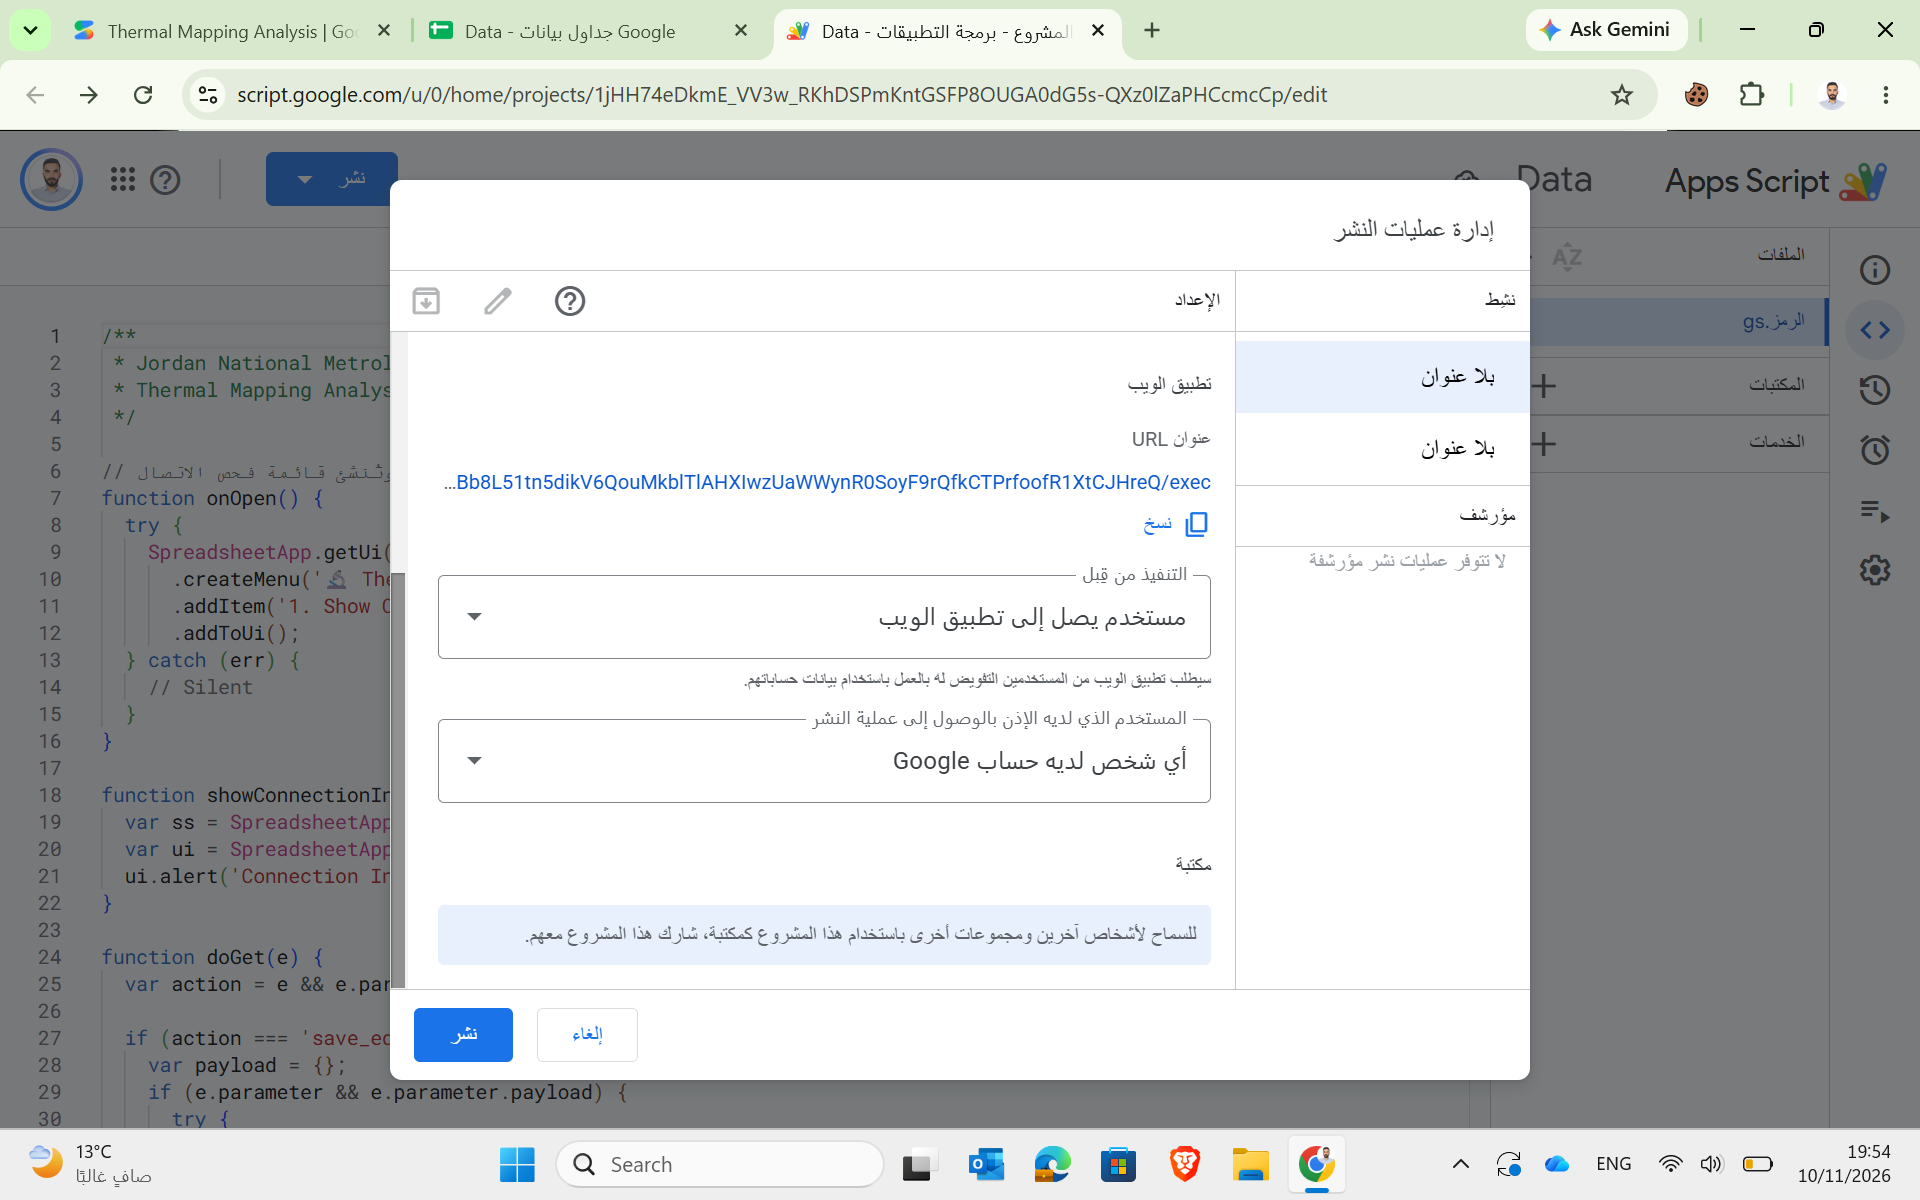 Thermal Mapping Analysis | Go
Data - جداول بيانات Google
Data - المشروع - برمجة التطبيقات
Ask Gemini
script.google.com/u/0/home/projects/1jHH74eDkmE_VV3w_RKhDSPmKntGSFP8OUGA0dG5s-QXz0lZaPHCcmcCp/edit
نشر
Data
Apps Script
الملفات
AZ
الرمز.gs
المكتبات
الخدمات
إدارة عمليات النشر
نشِط
بلا عنوان
بلا عنوان
مؤرشف
لا تتوفر عمليات نشر مؤرشفة
الإعداد
تطبيق الويب
عنوان URL
...Bb8L51tn5dikV6QouMkblTlAHXIwzUaWWynR0SoyF9rQfkCTPrfoofR1XtCJHreQ/exec
نسخ
التنفيذ من قِبل
مستخدم يصل إلى تطبيق الويب
سيطلب تطبيق الويب من المستخدمين التفويض له بالعمل باستخدام بيانات حساباتهم.
المستخدم الذي لديه الإذن بالوصول إلى عملية النشر
أي شخص لديه حساب Google
مكتبة
للسماح لأشخاص آخرين ومجموعات أخرى باستخدام هذا المشروع كمكتبة، شارك هذا المشروع معهم.
نشر
إلغاء
1 /**
2 * Jordan National Metrol
3 * Thermal Mapping Analys
4 */
5
6 // وتنشئ قائمة فحص الاتصال
7 function onOpen() {
8 try {
9 SpreadsheetApp.getUi(
10 .createMenu('🔬 The
11 .addItem('1. Show C
12 .addToUi();
13 } catch (err) {
14 // Silent
15 }
16 }
17
18 function showConnectionIn
19 var ss = SpreadsheetApp
20 var ui = SpreadsheetApp
21 ui.alert('Connection In
22 }
23
24 function doGet(e) {
25 var action = e && e.par
26
27 if (action === 'save_ed
28 var payload = {};
29 if (e.parameter && e.parameter.payload) {
30 try {
13°C
صافٍ غالبًا
Search
ENG
19:54
10/11/2026